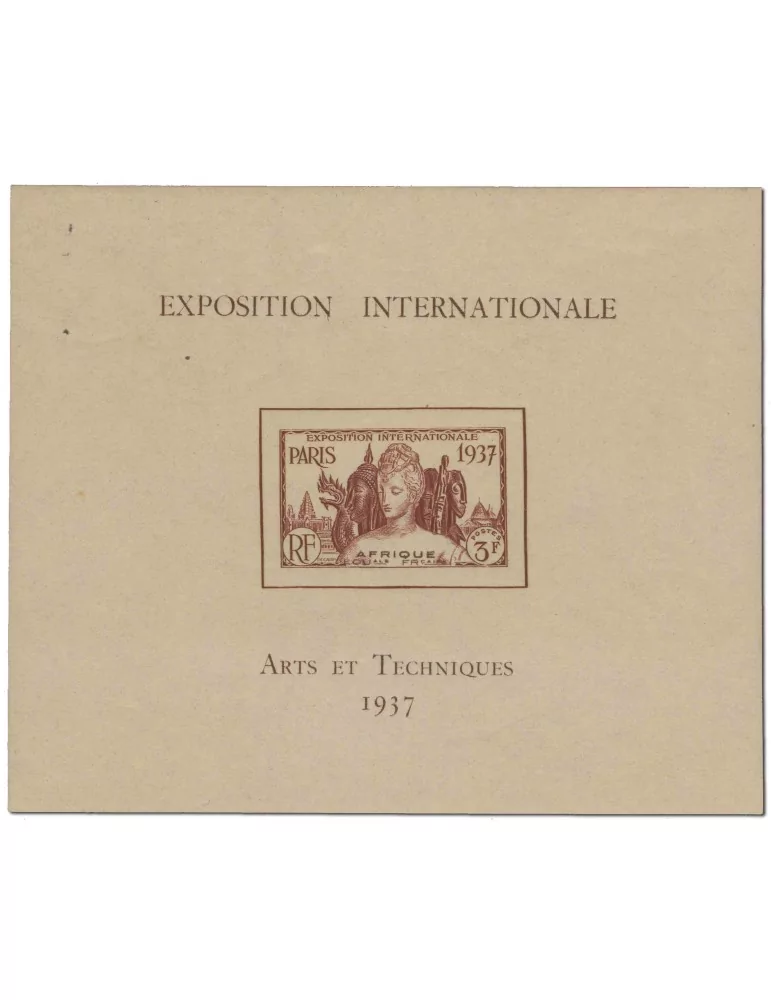 EXPOSITION INTERNATIONALE
EXPOSITION INTERNATIONALE
PARIS 1937
RF
POSTES
3F
AFRIQUE
ARTS ET TECHNIQUES
1937